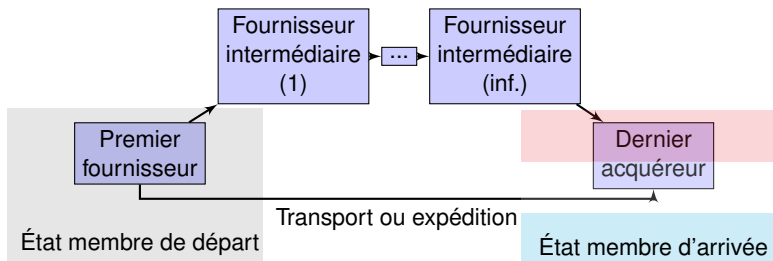 Fournisseur
intermédiaire
(1)
...
Fournisseur
intermédiaire
(inf.)
Premier
fournisseur
Dernier
acquéreur
Transport ou expédition
État membre de départ
État membre d'arrivée